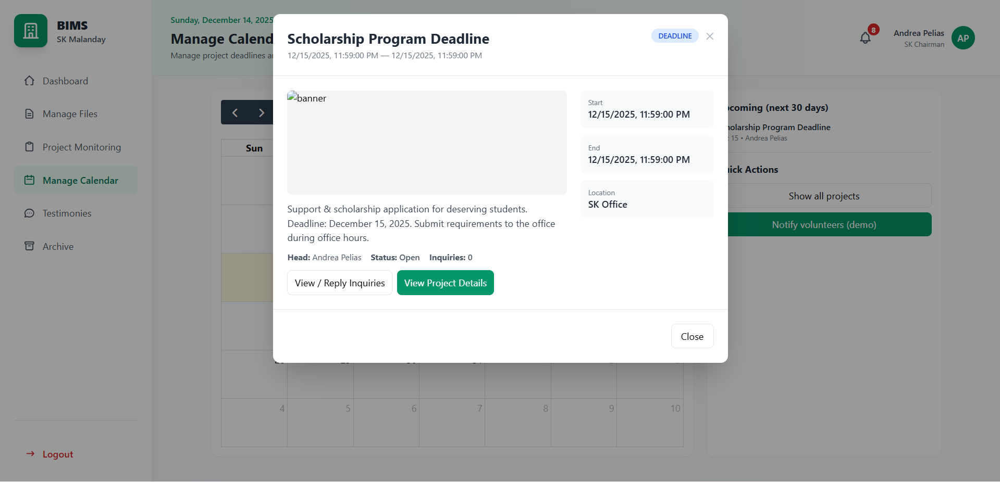 BIMS
SK Malanday
Dashboard
Manage Files
Project Monitoring
Manage Calendar
Testimonies
Archive
Logout
Sunday, December 14, 2025
Manage Calend
Manage project deadlines
8
Andrea Pelias
SK Chairman
AP
Scholarship Program Deadline
DEADLINE
12/15/2025, 11:59:00 PM — 12/15/2025, 11:59:00 PM
banner
Support & scholarship application for deserving students.
Deadline: December 15, 2025. Submit requirements to the office
during office hours.
Head: Andrea Pelias Status: Open Inquiries: 0
View / Reply Inquiries
View Project Details
Start
12/15/2025, 11:59:00 PM
End
12/15/2025, 11:59:00 PM
Location
SK Office
Close
Sun
4 5 6 7 8 9 10
coming (next 30 days)
holarship Program Deadline
15 • Andrea Pelias
ick Actions
Show all projects
Notify volunteers (demo)